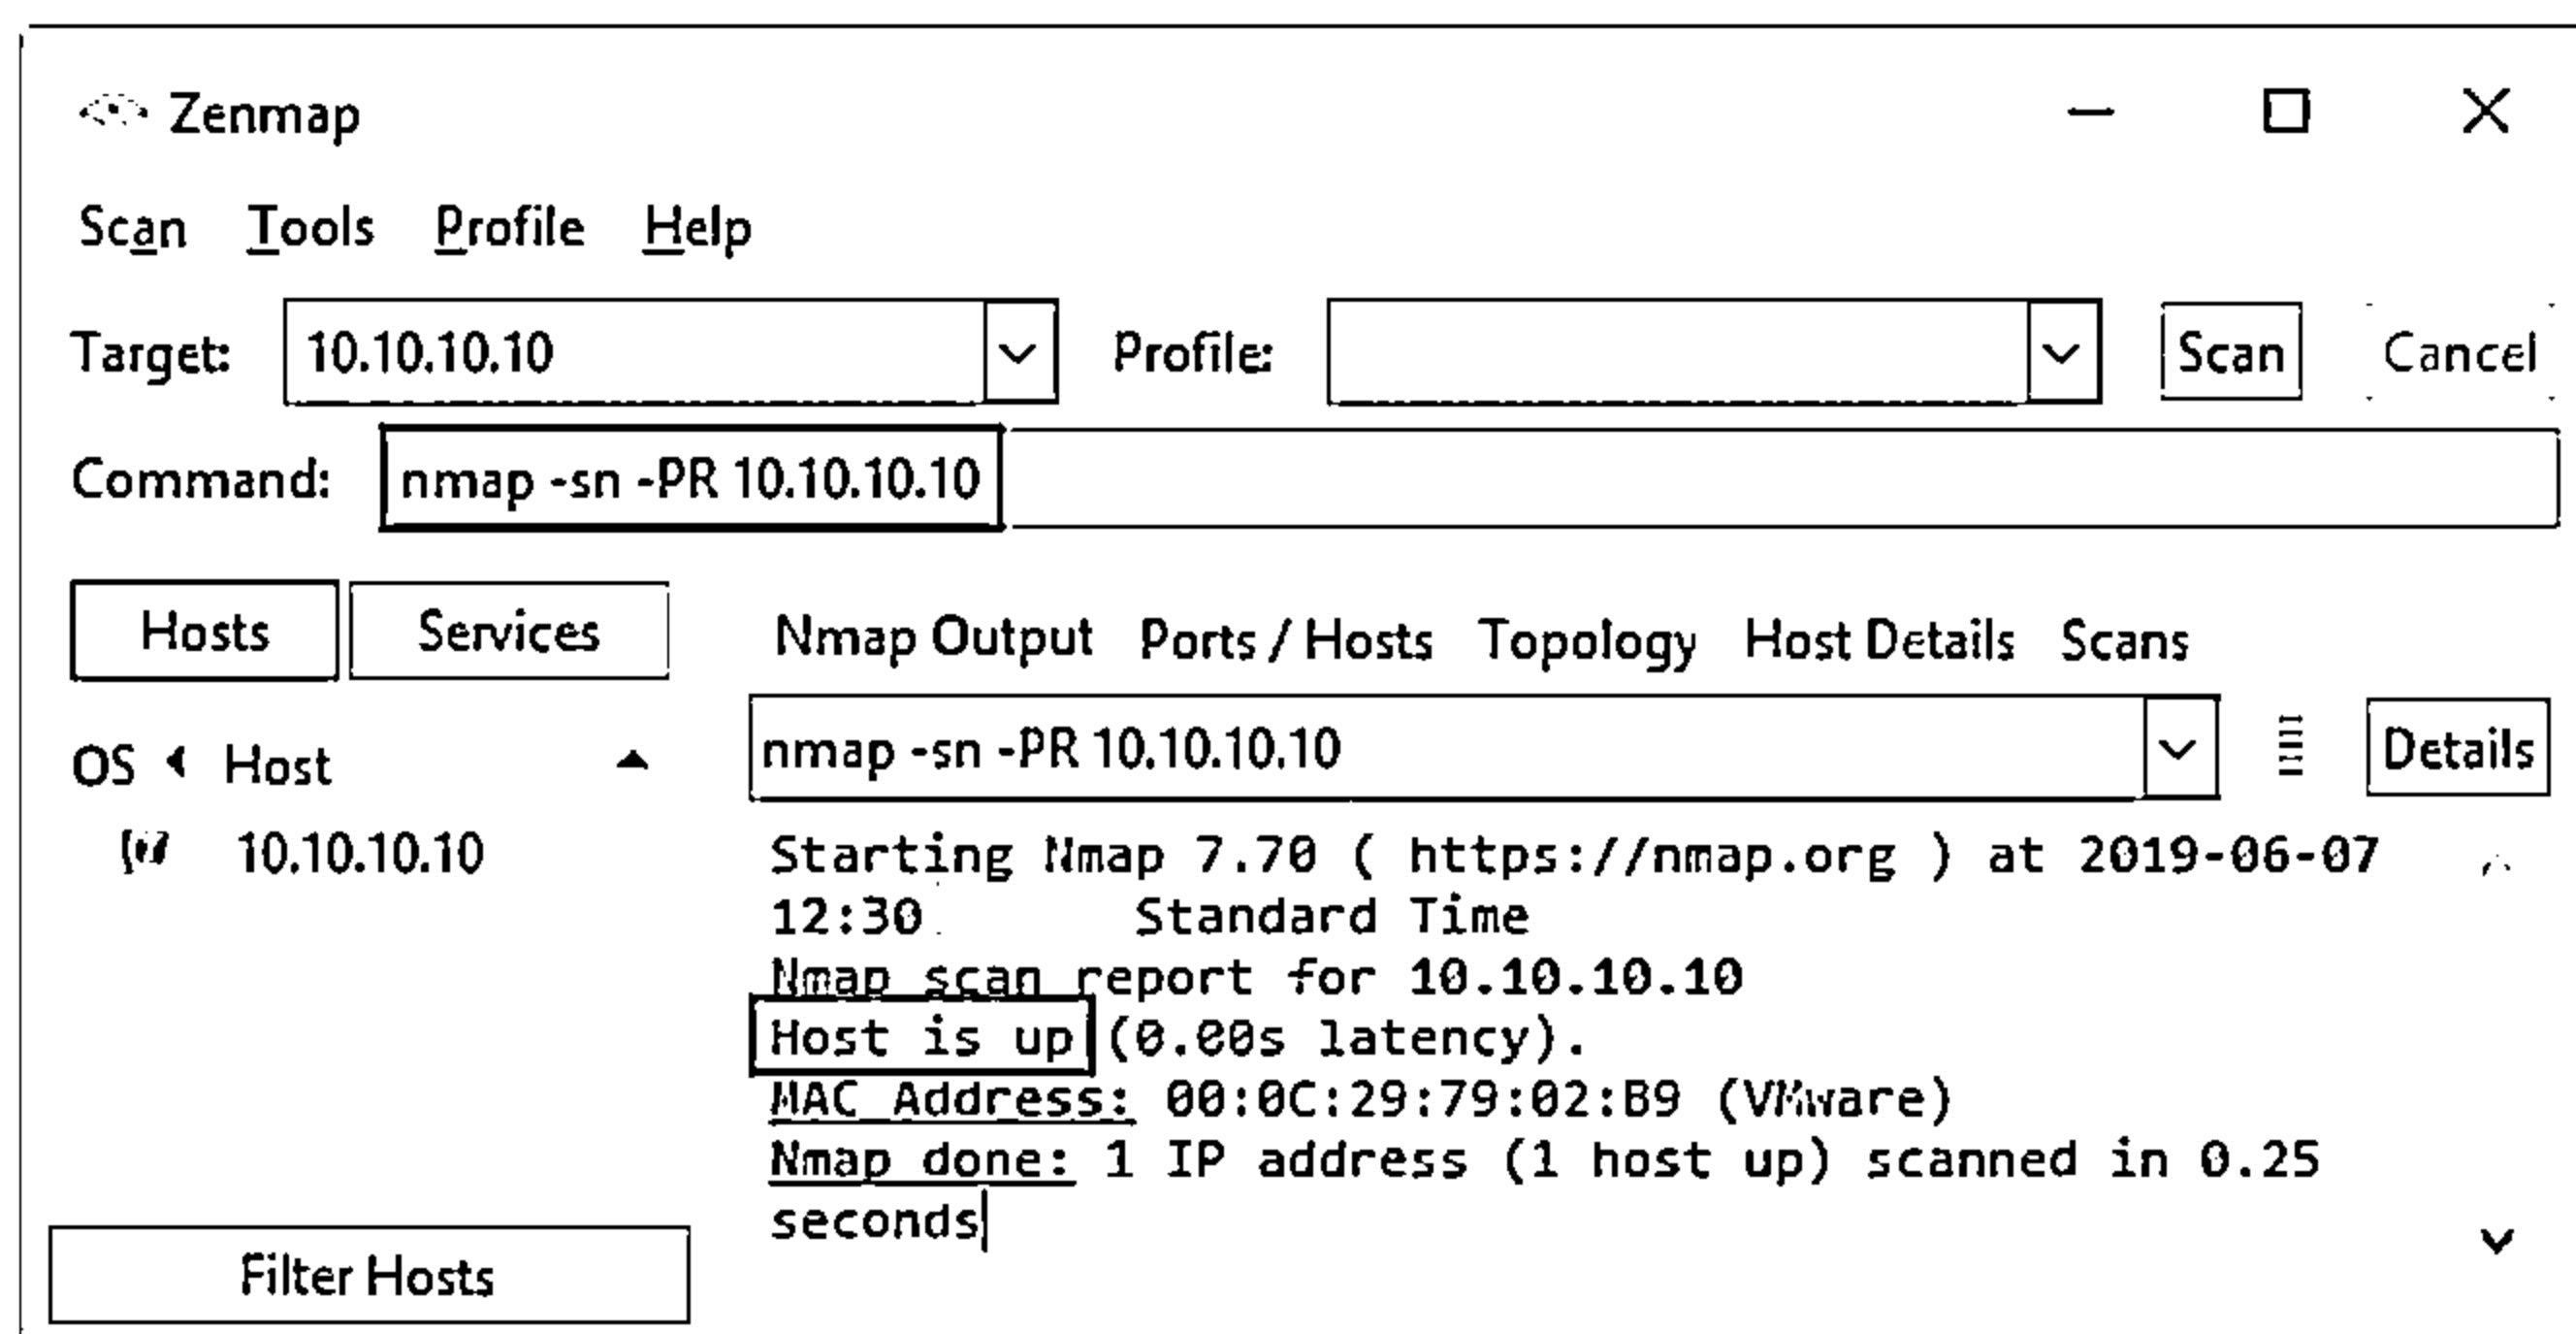 Zenmap
Scan Tools Profile Help
Target: 10.10.10.10 Profile: Scan Cancel
Command: nmap -sn -PR 10.10.10.10
Hosts Services Nmap Output Ports / Hosts Topology Host Details Scans
OS Host nmap -sn -PR 10.10.10.10 Details
10.10.10.10
Starting Nmap 7.70 ( https://nmap.org ) at 2019-06-07
12:30 Standard Time
Nmap scan report for 10.10.10.10
Host is up (0.00s latency).
MAC Address: 00:0C:29:79:02:B9 (VMware)
Nmap done: 1 IP address (1 host up) scanned in 0.25
seconds
Filter Hosts